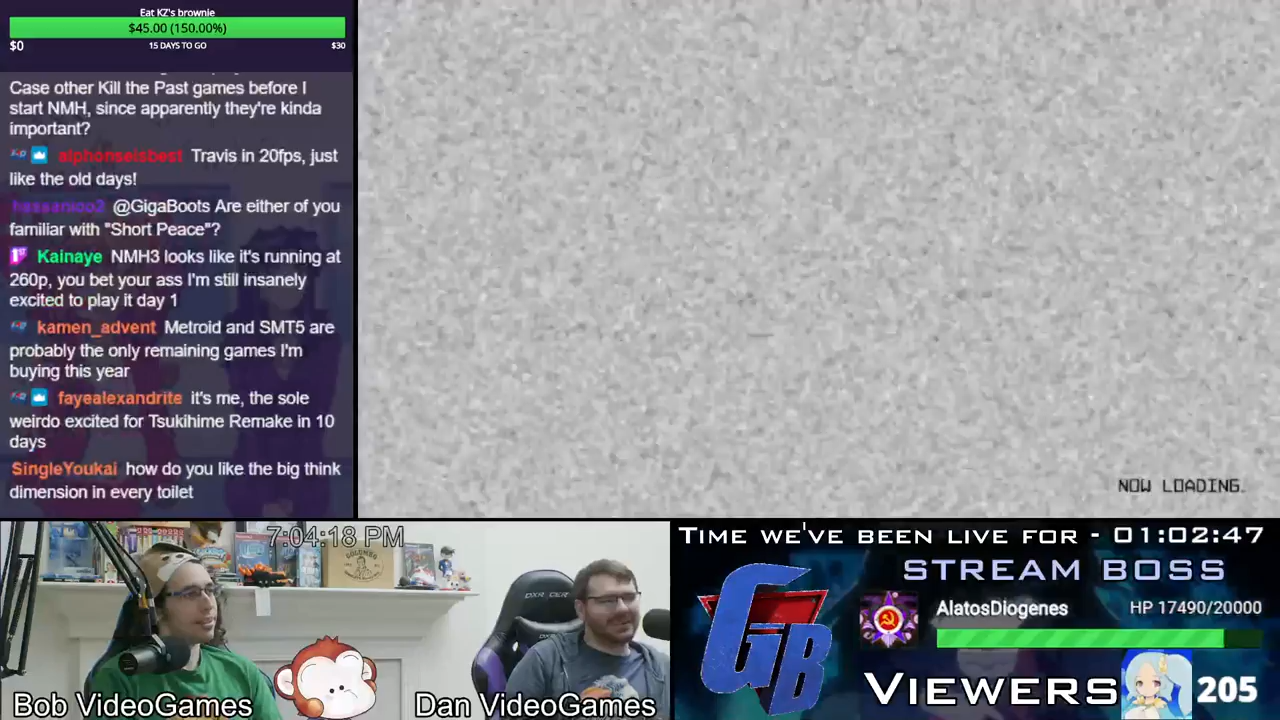 Eat KZ's brownie
$45.00 (150.00%)
$0 15 DAYS TO GO $30
Case other Kill the Past games before I
start NMH, since apparently they're kinda
important?
alphonseisbest Travis in 20fps, just
like the old days!
@GigaBoots Are either of you
familiar with "Short Peace"?
Kainaye NMH3 looks like it's running at
260p, you bet your ass I'm still insanely
excited to play it day 1
kamen_advent Metroid and SMT5 are
probably the only remaining games I'm
buying this year
fayealexandrite it's me, the sole
weirdo excited for Tsukihime Remake in 10
days
SingleYoukai how do you like the big think
dimension in every toilet
NOW LOADING.
7:04:18 PM
COLUMBO
DXRACER
Bob VideoGames
Dan VideoGames
TIME WE'VE BEEN LIVE FOR - 01:02:47
STREAM BOSS
AlatosDiogenes HP 17490/20000
GB
VIEWERS 205